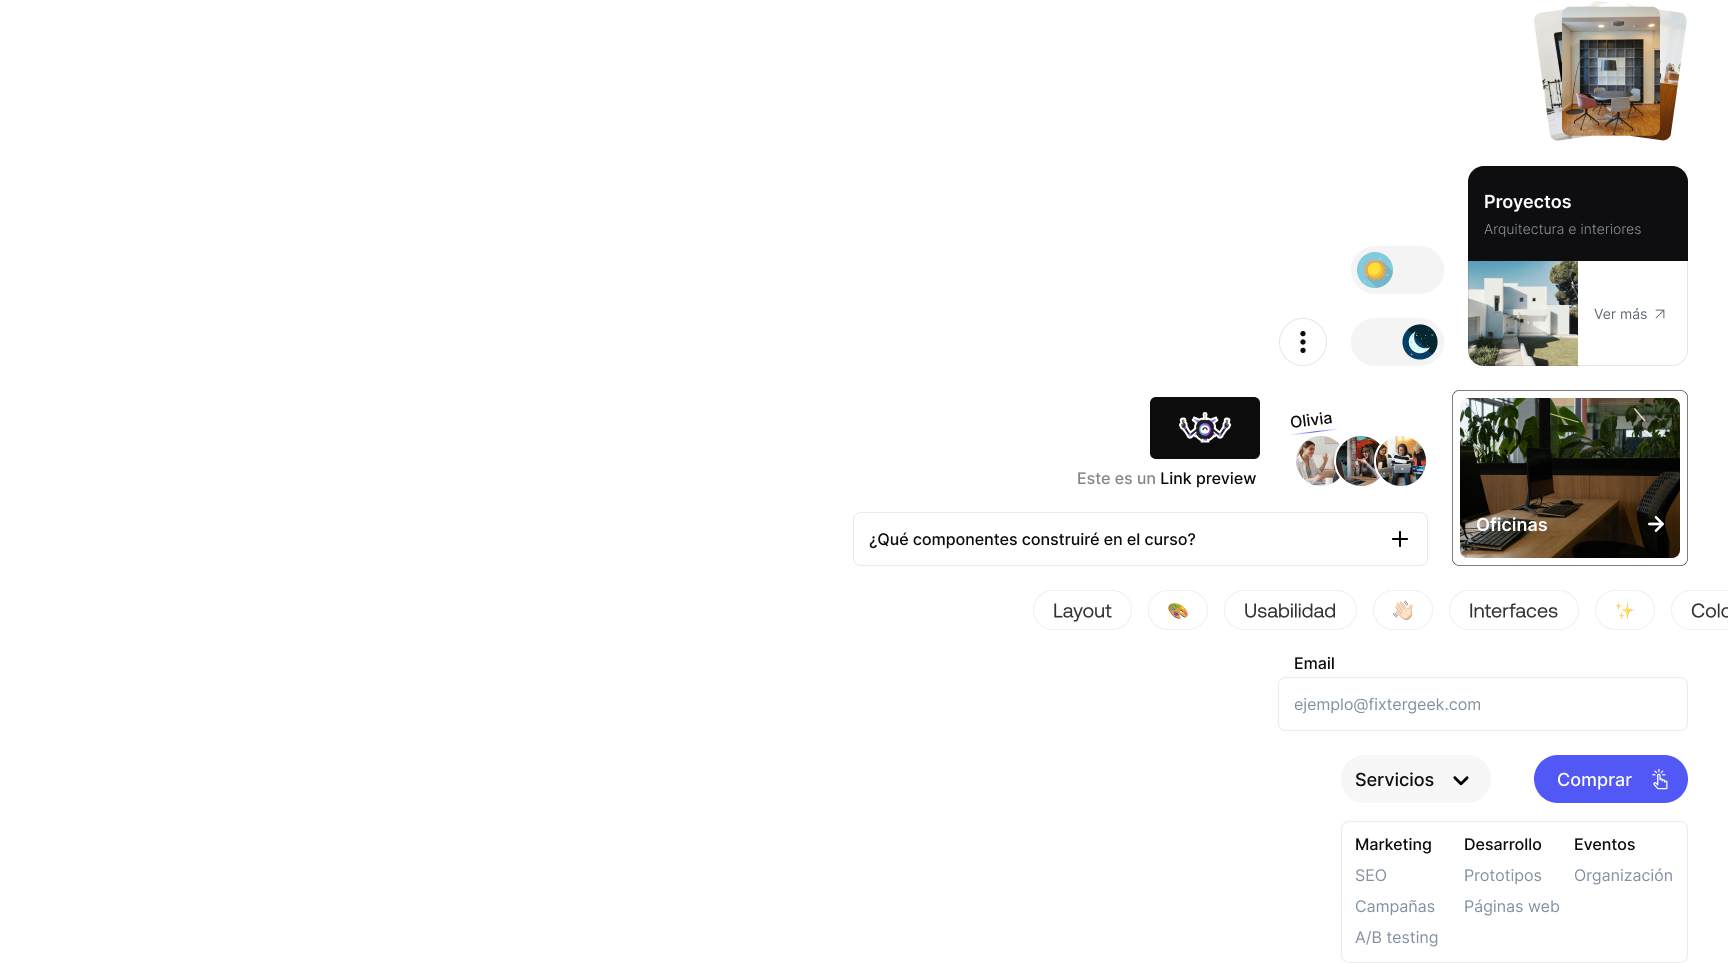 Proyectos
Arquitectura e interiores
Ver más
Olivia
Este es un Link preview
¿Qué componentes construiré en el curso?
Oficinas
Layout
Usabilidad
Interfaces
Colo
Email
ejemplo@fixtergeek.com
Servicios
Comprar
Marketing Desarrollo Eventos
SEO Prototipos Organización
Campañas Páginas web
A/B testing